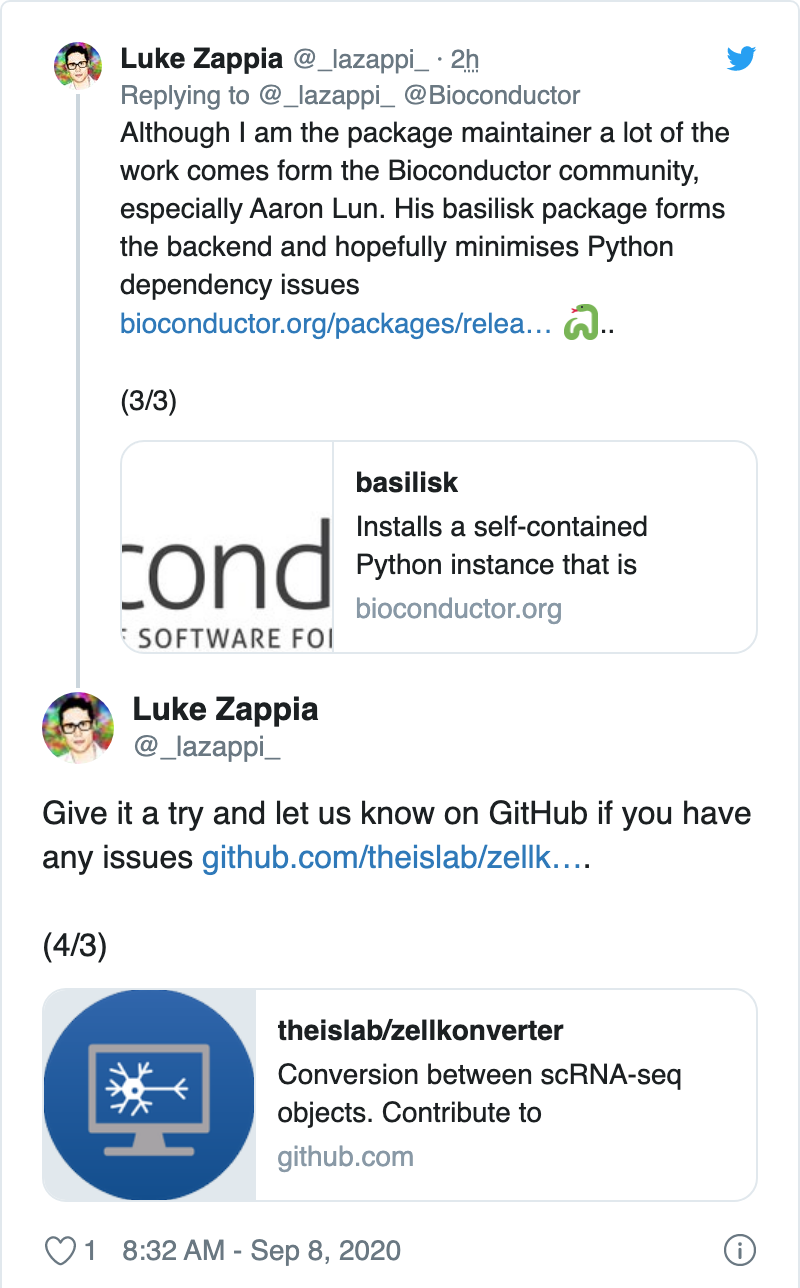 Luke Zappia @_lazappi_ · 2h
Replying to @_lazappi_ @Bioconductor
Although I am the package maintainer a lot of the
work comes form the Bioconductor community,
especially Aaron Lun. His basilisk package forms
the backend and hopefully minimises Python
dependency issues
bioconductor.org/packages/relea… 🐍..
(3/3)
basilisk
Installs a self-contained
Python instance that is
bioconductor.org
cond
SOFTWARE FO
Luke Zappia
@_lazappi_
Give it a try and let us know on GitHub if you have
any issues github.com/theislab/zellk….
(4/3)
theislab/zellkonverter
Conversion between scRNA-seq
objects. Contribute to
github.com
1 8:32 AM - Sep 8, 2020